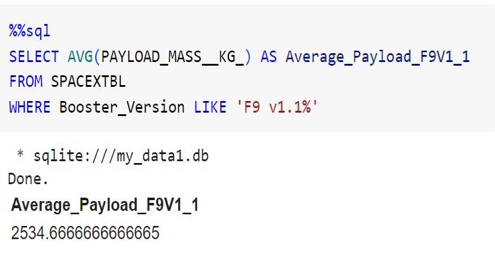 %%sql
SELECT AVG(PAYLOAD_MASS__KG_) AS Average_Payload_F9V1_1
FROM SPACEXTBL
WHERE Booster_Version LIKE 'F9 v1.1%'
* sqlite:///my_data1.db
Done.
Average_Payload_F9V1_1
2534.6666666666665